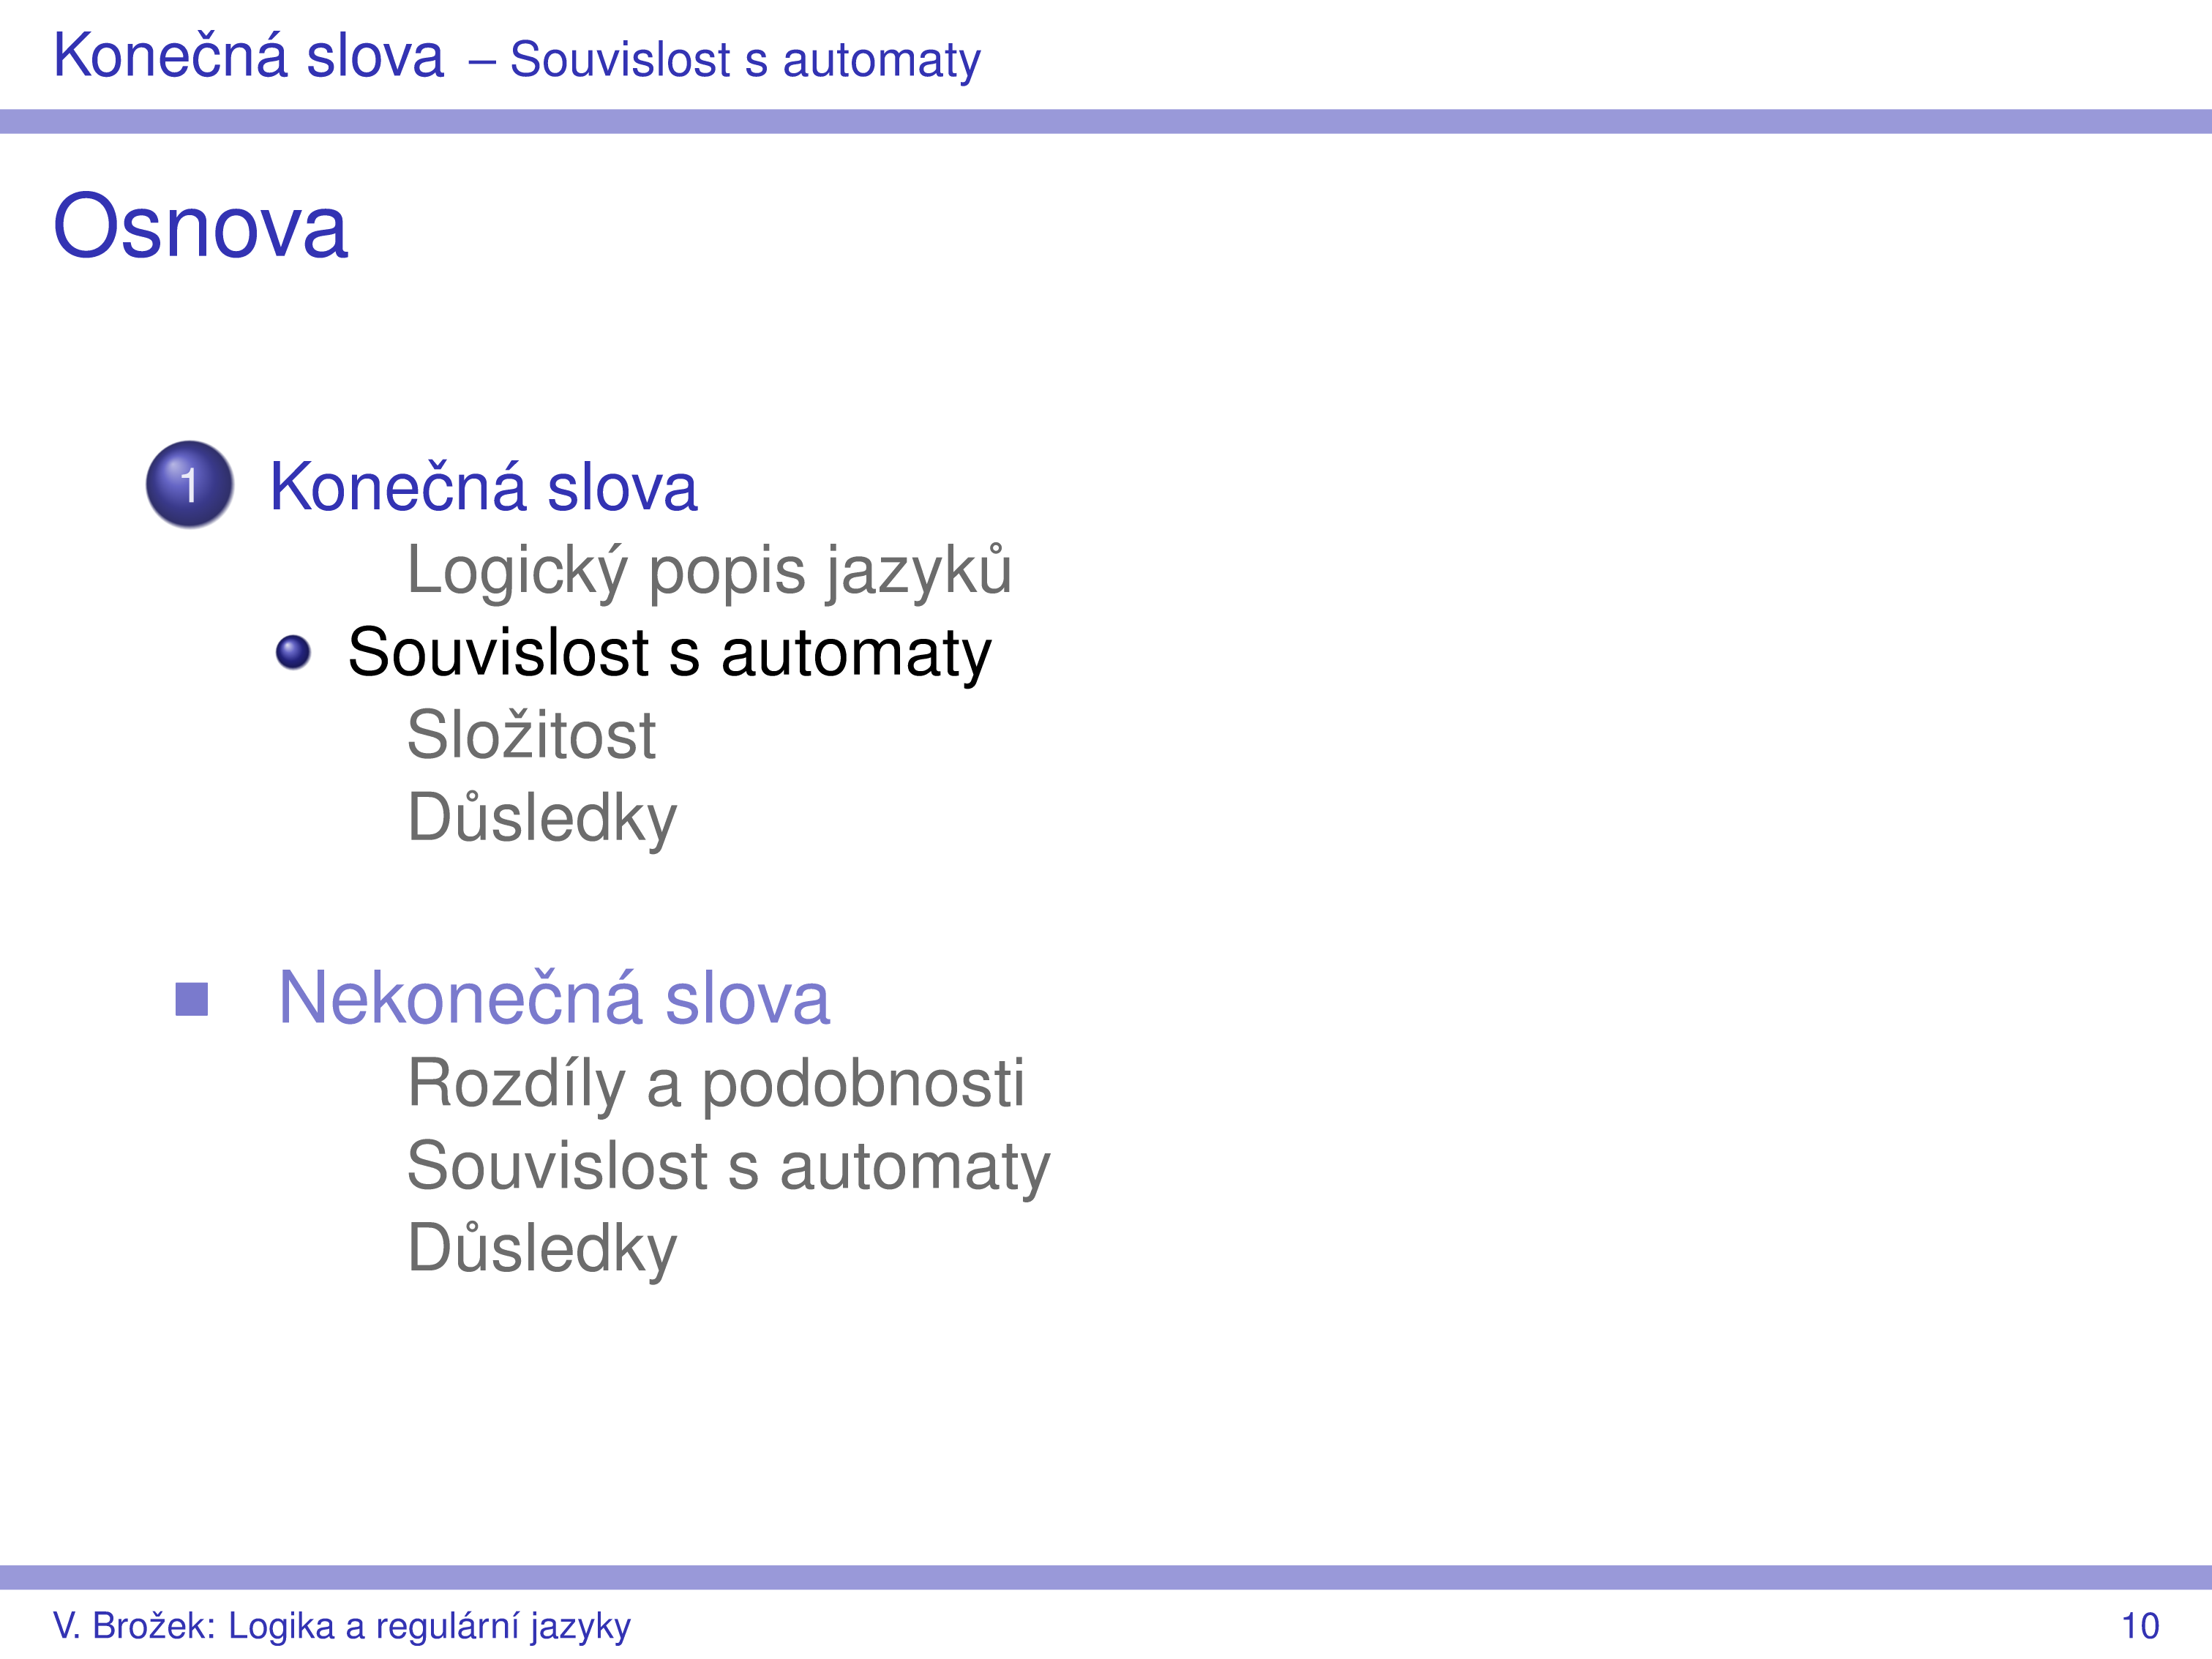 Konečná slova – Souvislost s automaty
Osnova
1 Konečná slova
Logický popis jazyků
Souvislost s automaty
Složitost
Důsledky
Nekonečná slova
Rozdíly a podobnosti
Souvislost s automaty
Důsledky
V. Brožek: Logika a regulární jazyky 10